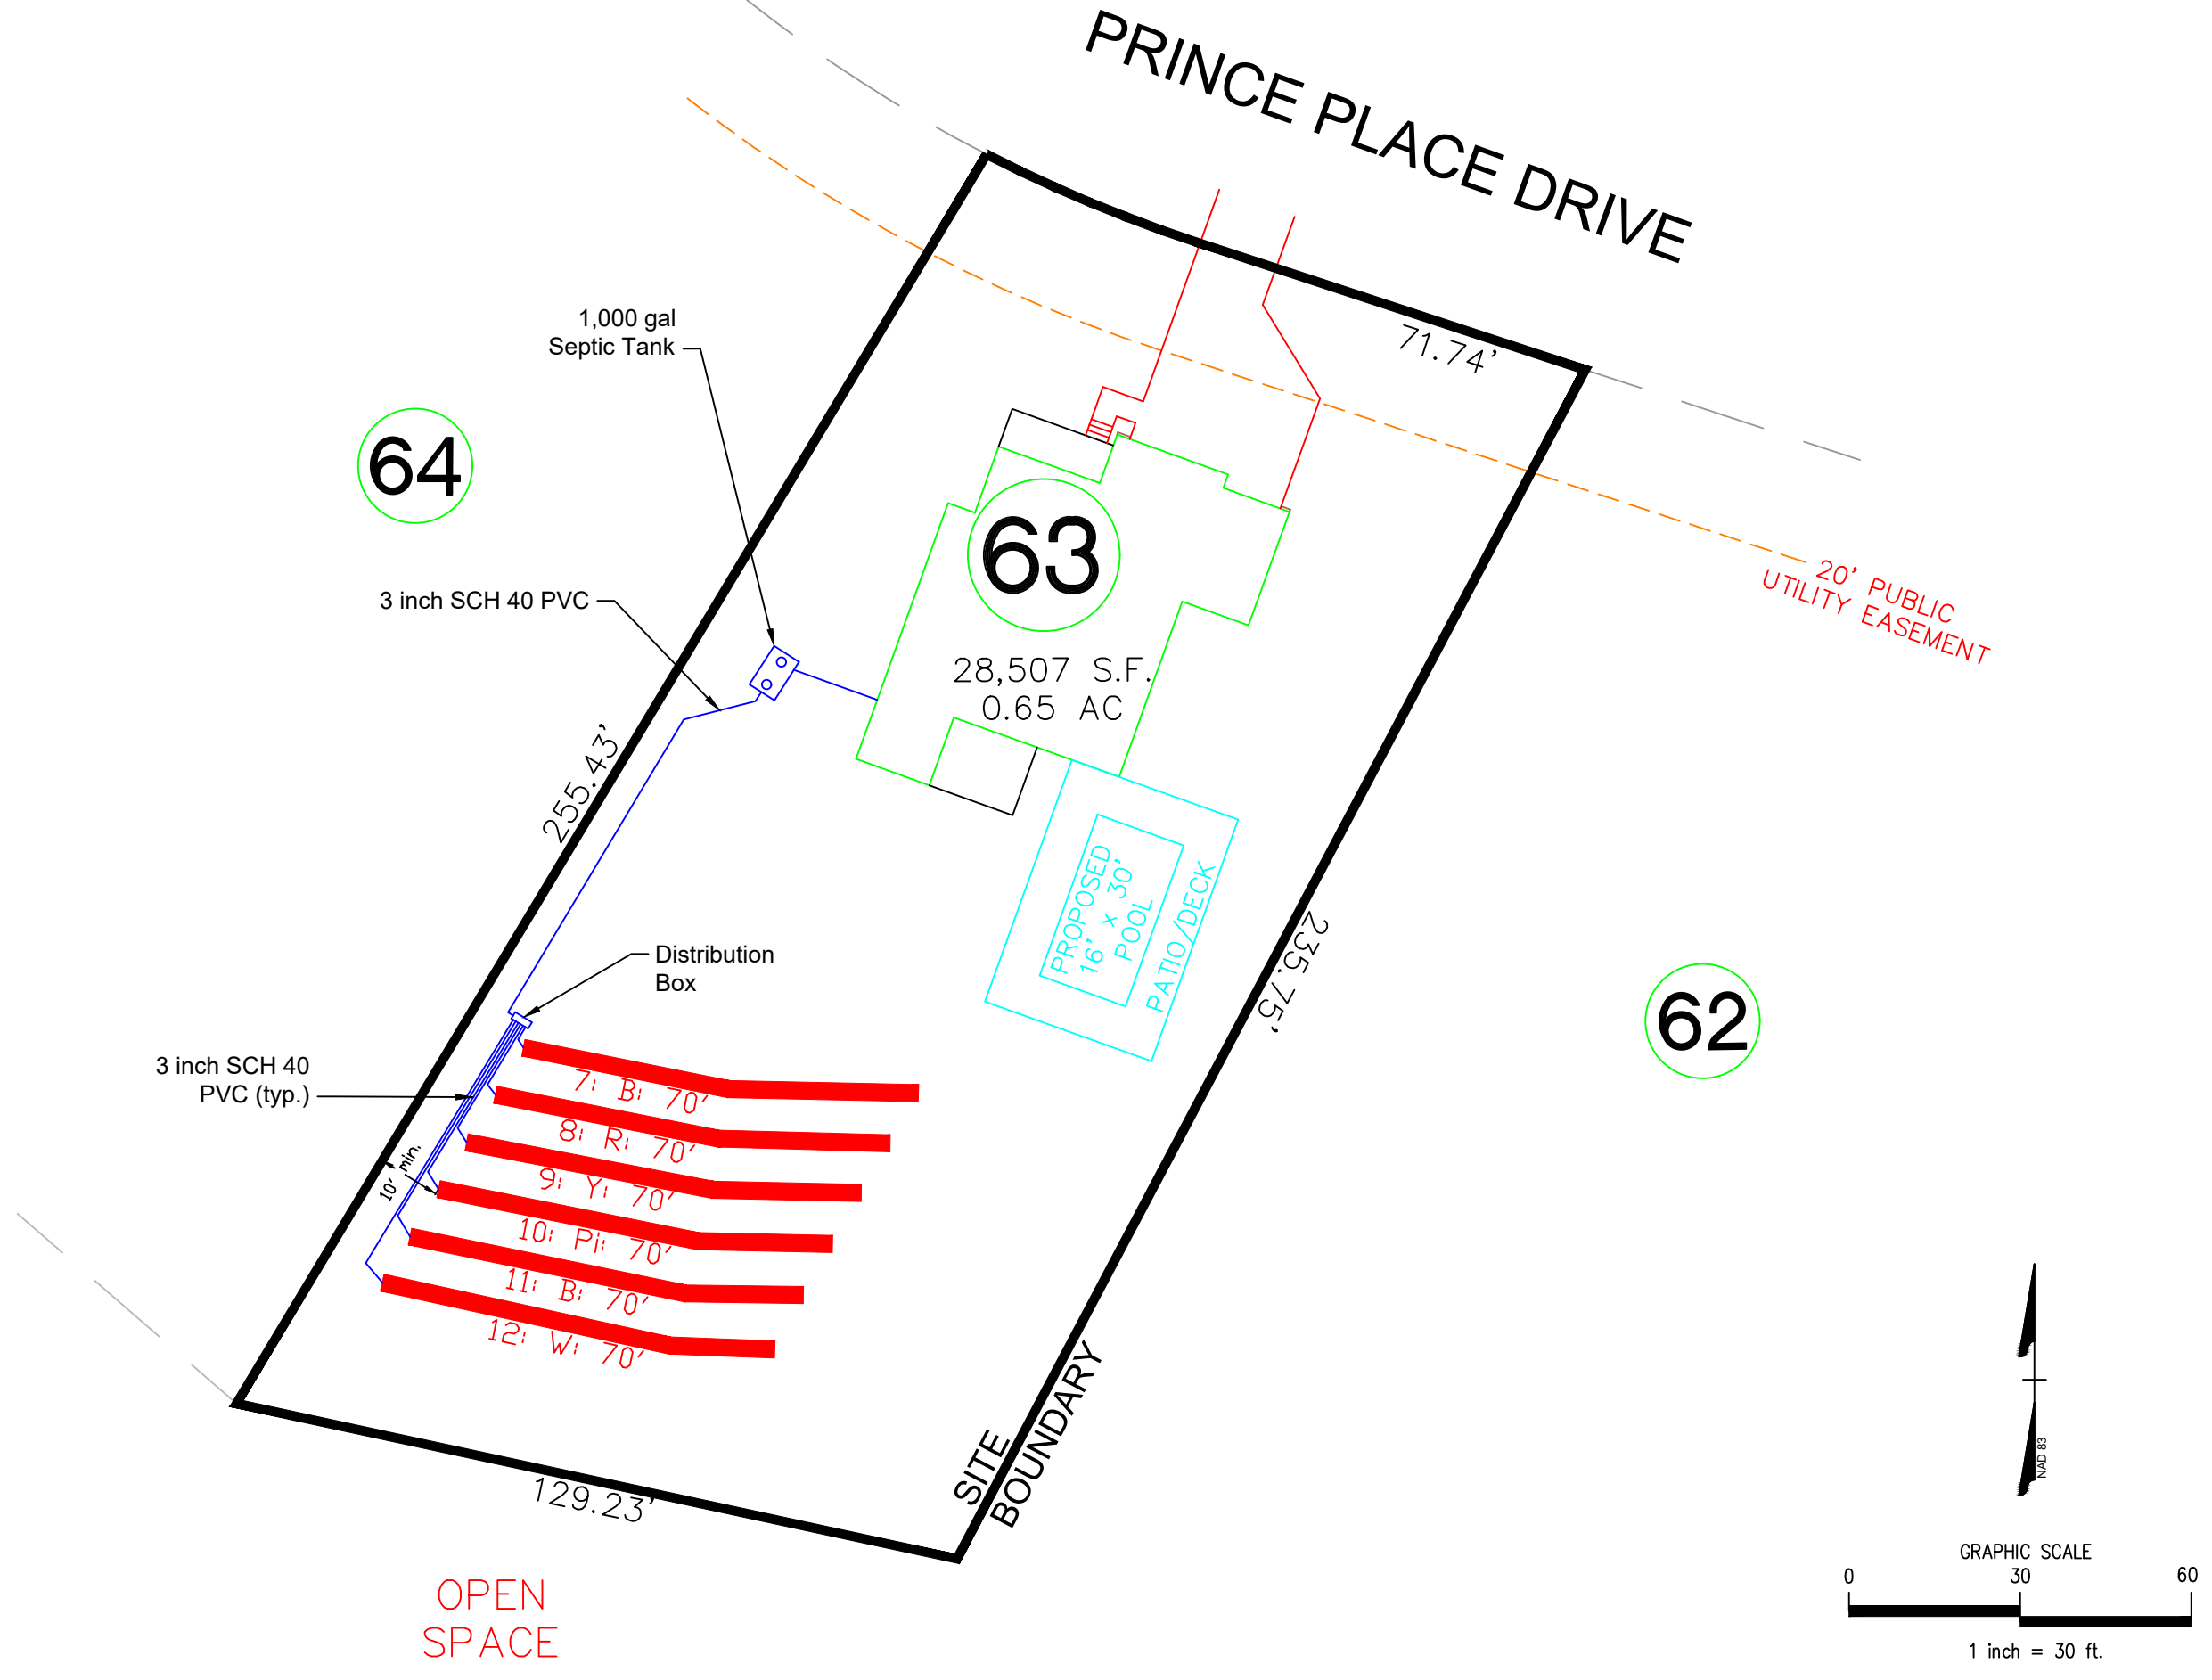 PRINCE PLACE DRIVE
71.74'
1,000 gal
Septic Tank
64
63
3 inch SCH 40 PVC
20' PUBLIC
UTILITY EASEMENT
28,507 S.F.
0.65 AC
255.43'
PROPOSED
16' x 30'
POOL
PATIO/DECK
235.75'
Distribution
Box
62
3 inch SCH 40
PVC (typ.)
7: B: 70'
8: R: 70'
9: Y: 70'
10: Pi: 70'
11: B: 70'
12: W: 70'
10' min.
SITE
BOUNDARY
129.23'
OPEN
SPACE
NAD 83
GRAPHIC SCALE
0 30 60
1 inch = 30 ft.